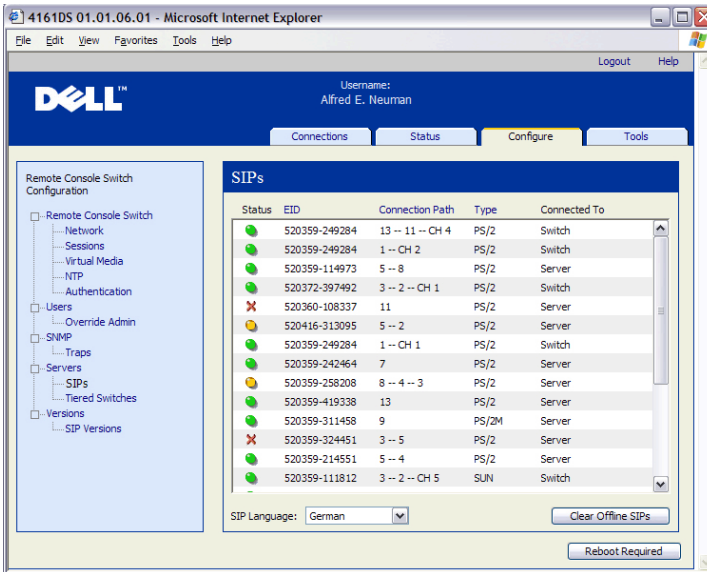 4161DS 01.01.06.01 - Microsoft Internet Explorer
File Edit View Favorites Tools Help
Logout Help
DELL™
Username:
Alfred E. Neuman
Connections Status Configure Tools
Remote Console Switch
Configuration
Remote Console Switch
Network
Sessions
Virtual Media
NTP
Authentication
Users
Override Admin
SNMP
Traps
Servers
SIPs
Tiered Switches
Versions
SIP Versions
SIPs
Status EID Connection Path Type Connected To
520359-249284 13 -- 11 -- CH 4 PS/2 Switch
520359-249284 1 -- CH 2 PS/2 Switch
520359-114973 5 -- 8 PS/2 Server
520372-397492 3 -- 2 -- CH 1 PS/2 Switch
520360-108337 11 PS/2 Server
520416-313095 5 -- 2 PS/2 Server
520359-249284 1 -- CH 1 PS/2 Switch
520359-242464 7 PS/2 Server
520359-258208 8 -- 4 -- 3 PS/2 Server
520359-419338 13 PS/2 Server
520359-311458 9 PS/2M Server
520359-324451 3 -- 5 PS/2 Server
520359-214551 5 -- 4 PS/2 Server
520359-111812 3 -- 2 -- CH 5 SUN Switch
SIP Language: German Clear Offline SIPs
Reboot Required